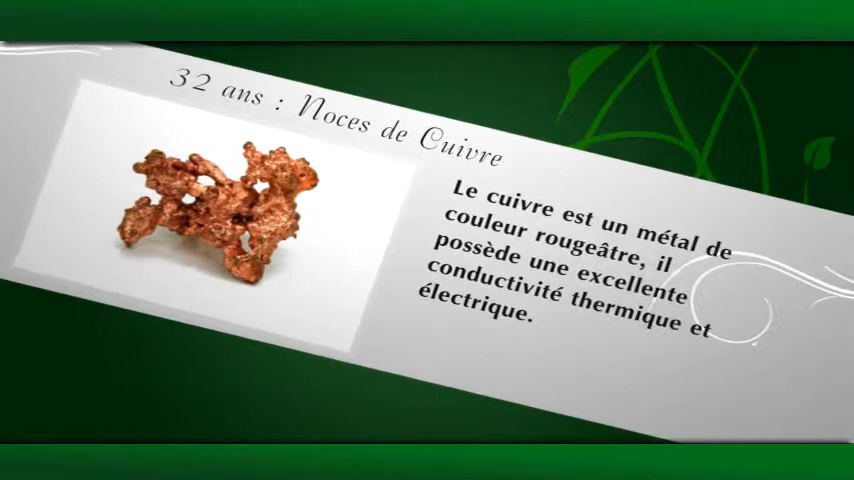 32 ans : Noces de Cuivre
Le cuivre est un métal de
couleur rougeâtre, il
possède une excellente
conductivité thermique et
électrique.